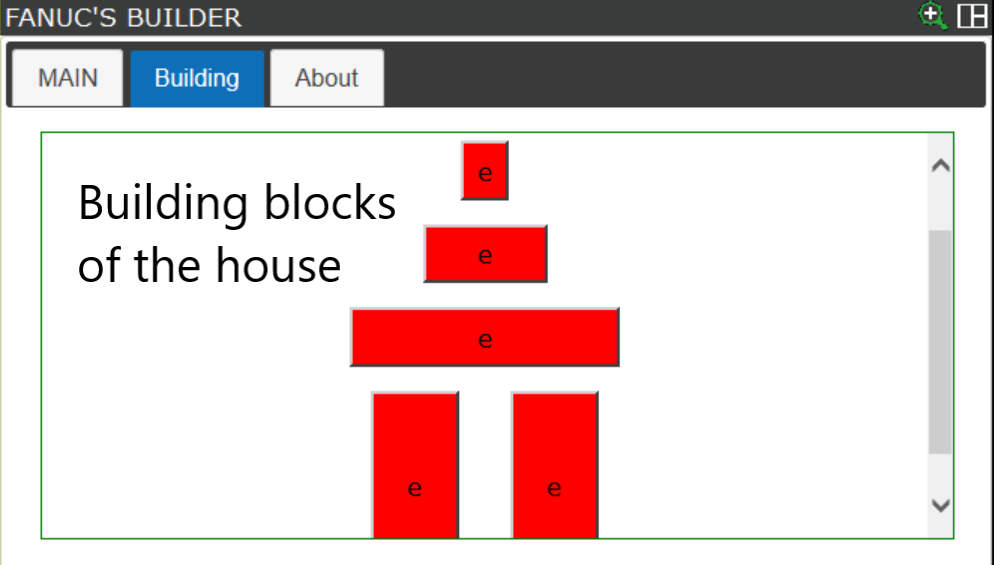 FANUC'S BUILDER
MAIN Building About
Building blocks
of the house
e
e
e
e e